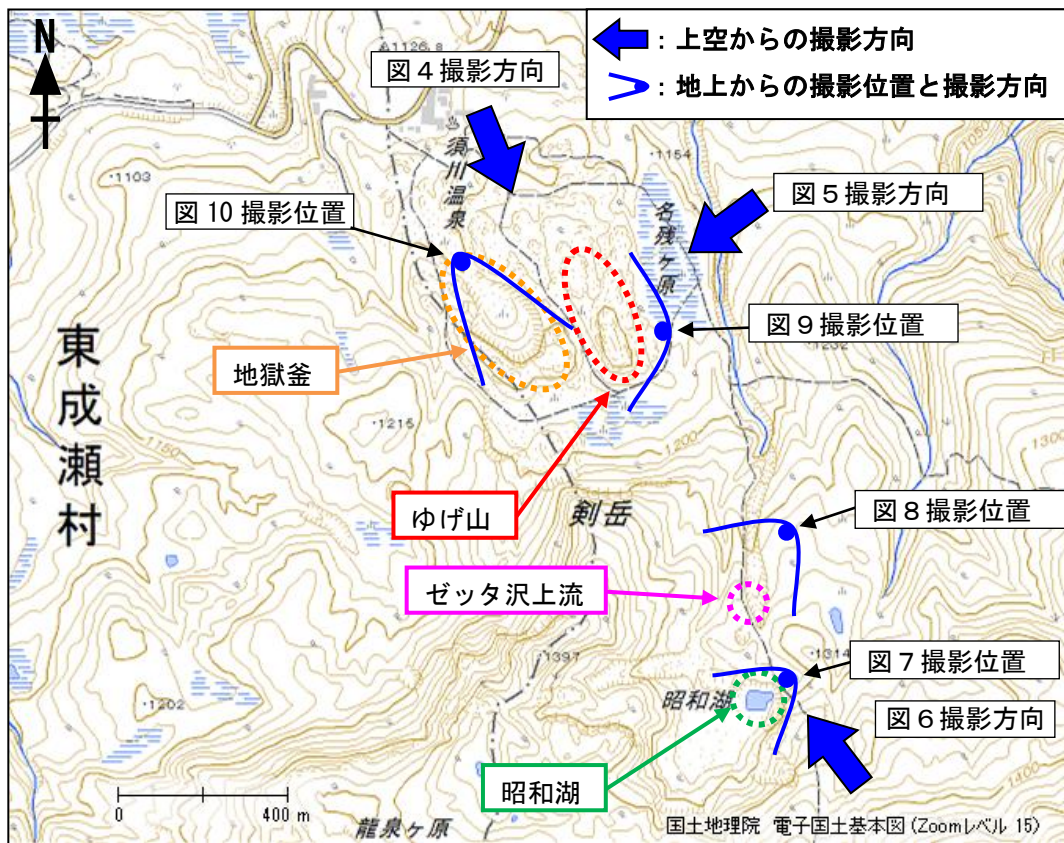 N
：上空からの撮影方向
：地上からの撮影位置と撮影方向
△1126.8
図４撮影方向
須川温泉
・1154
・1103
図５撮影方向
名残ヶ原
図10撮影位置
図９撮影位置
東成瀬村
地獄釜
・1232
・1215
1150
1200
1300
ゆげ山
剣岳
図８撮影位置
ゼッタ沢上流
・1397
・1314
図７撮影位置
・1202
昭和湖
図６撮影方向
昭和湖
1400
0
400 m
龍泉ヶ原
国土地理院 電子国土基本図(Zoomレベル 15)